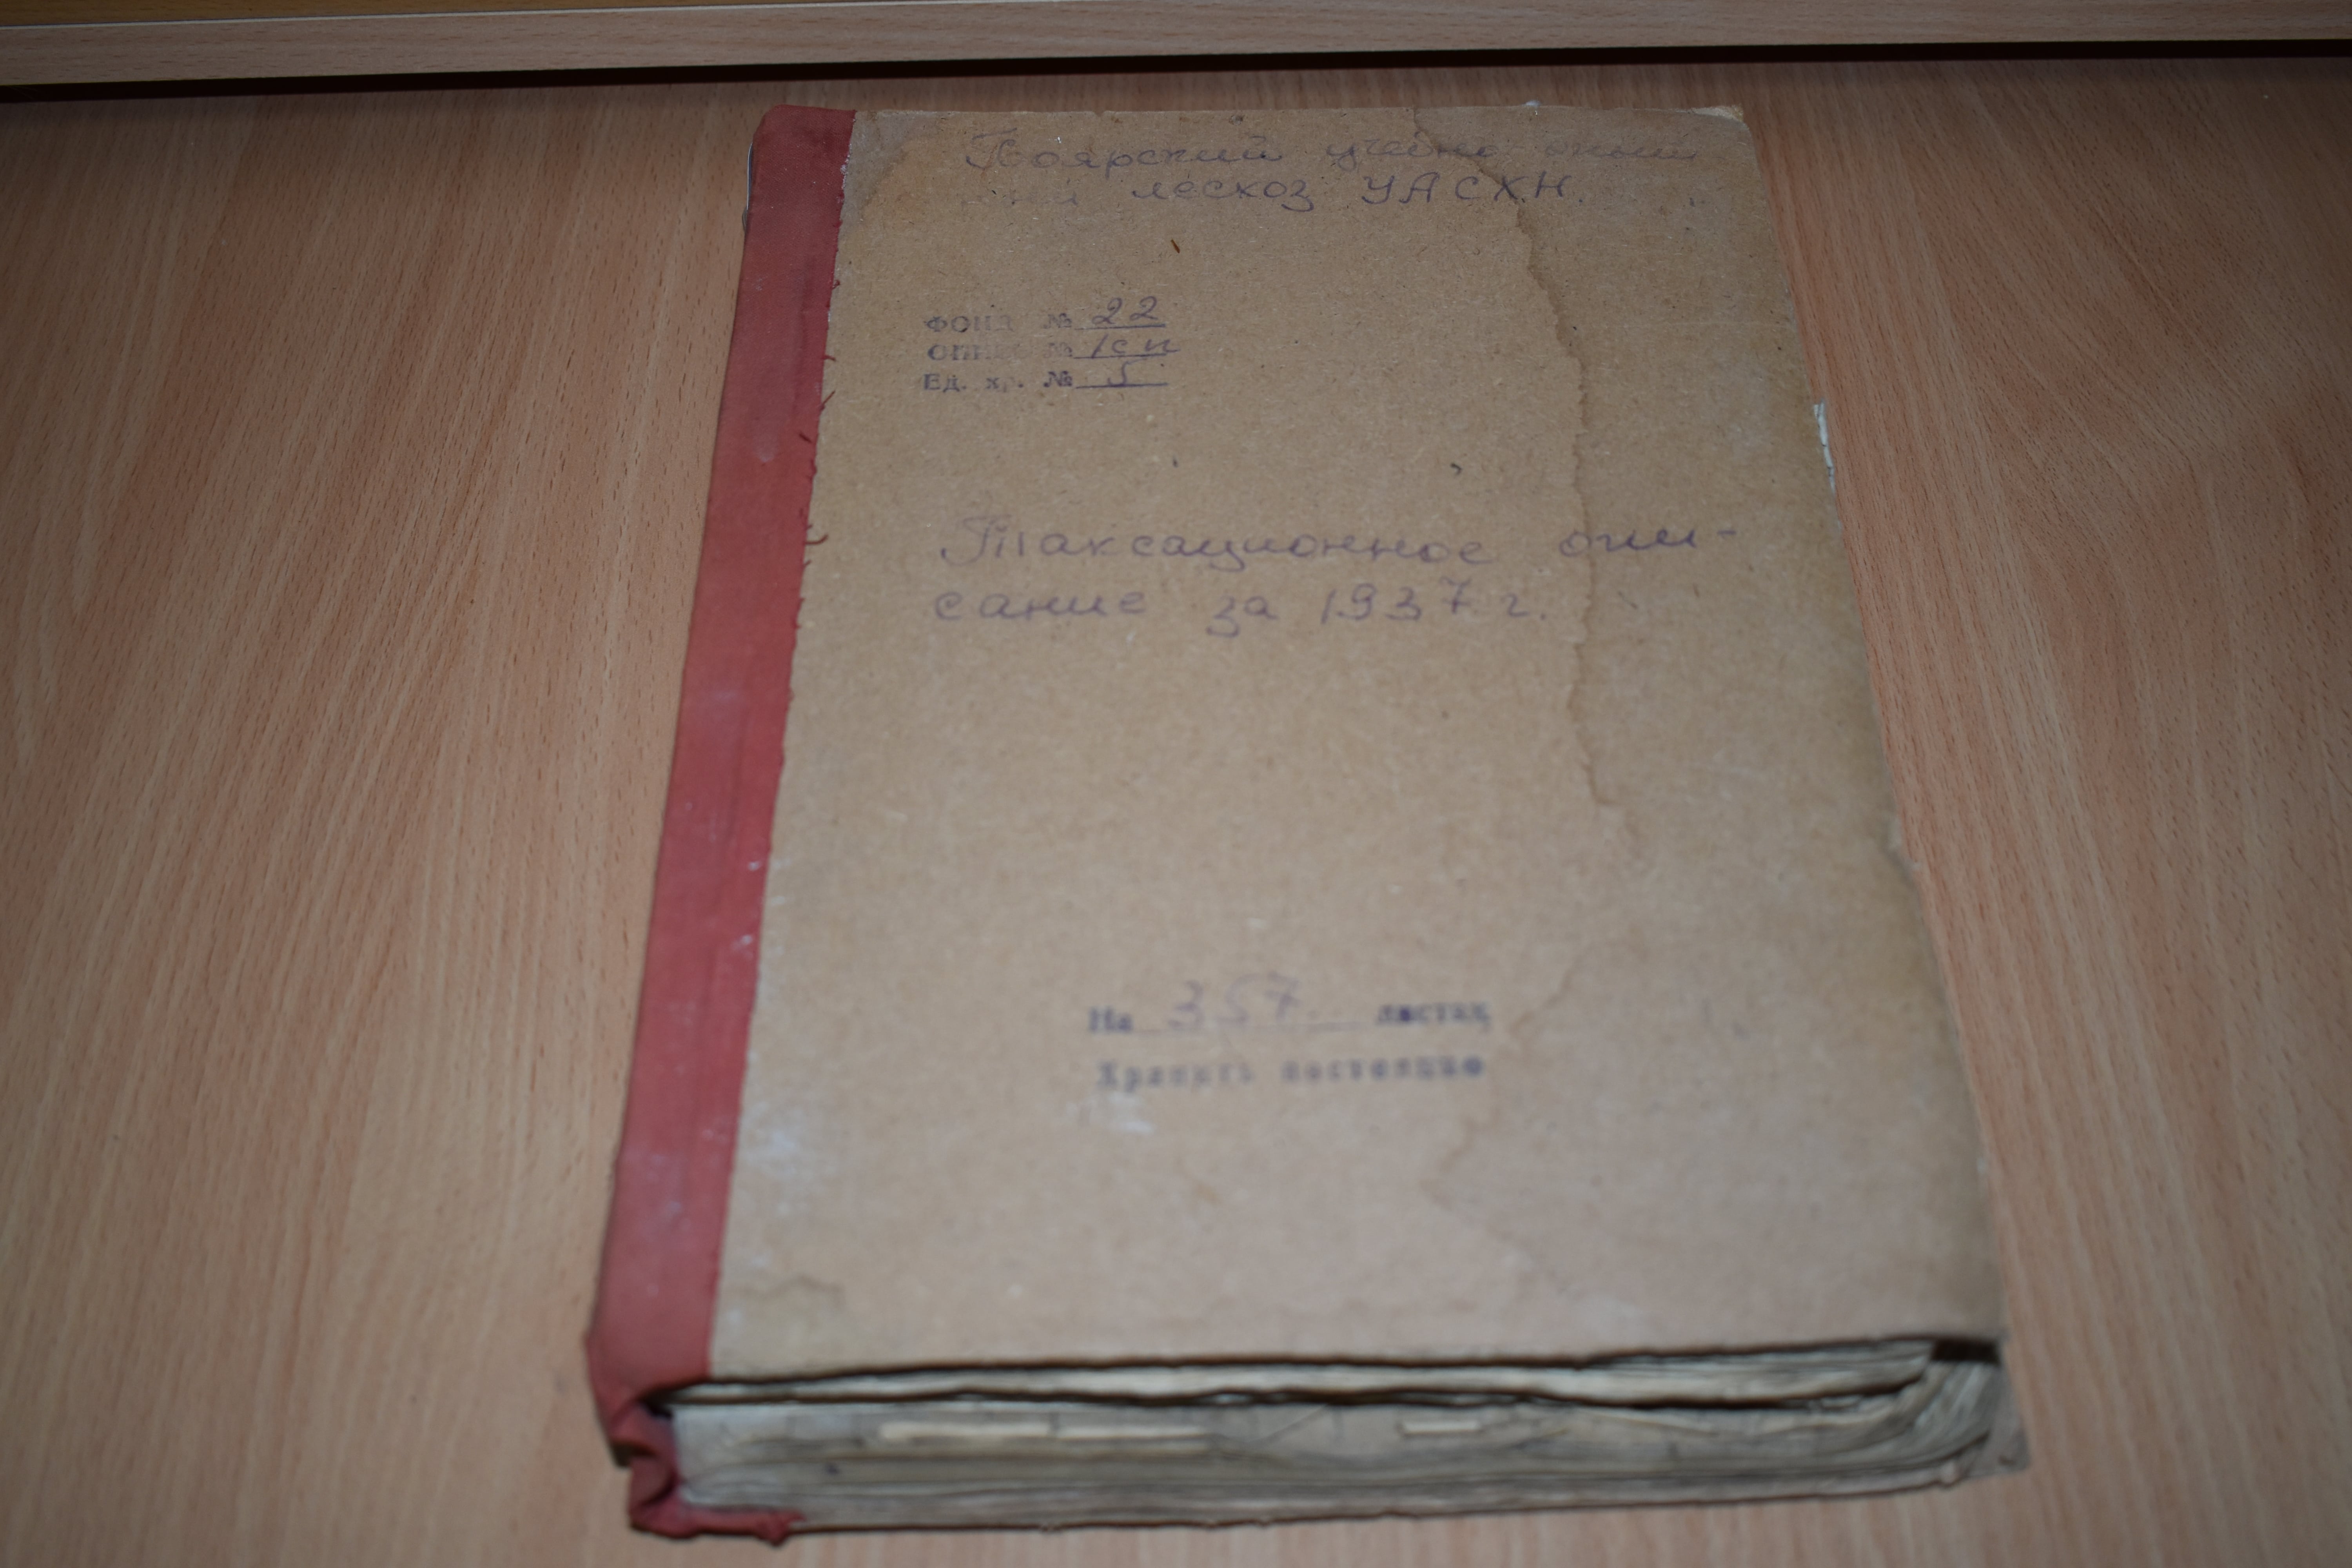 Боярский учебно опытный
лесхоз УАСХН.
ФОНД № 22
ОПИСЬ № 1сп
Ед. хр. № 5
Таксационное опи-
сание за 1937 г.
На 357 листах
Хранить постоянно